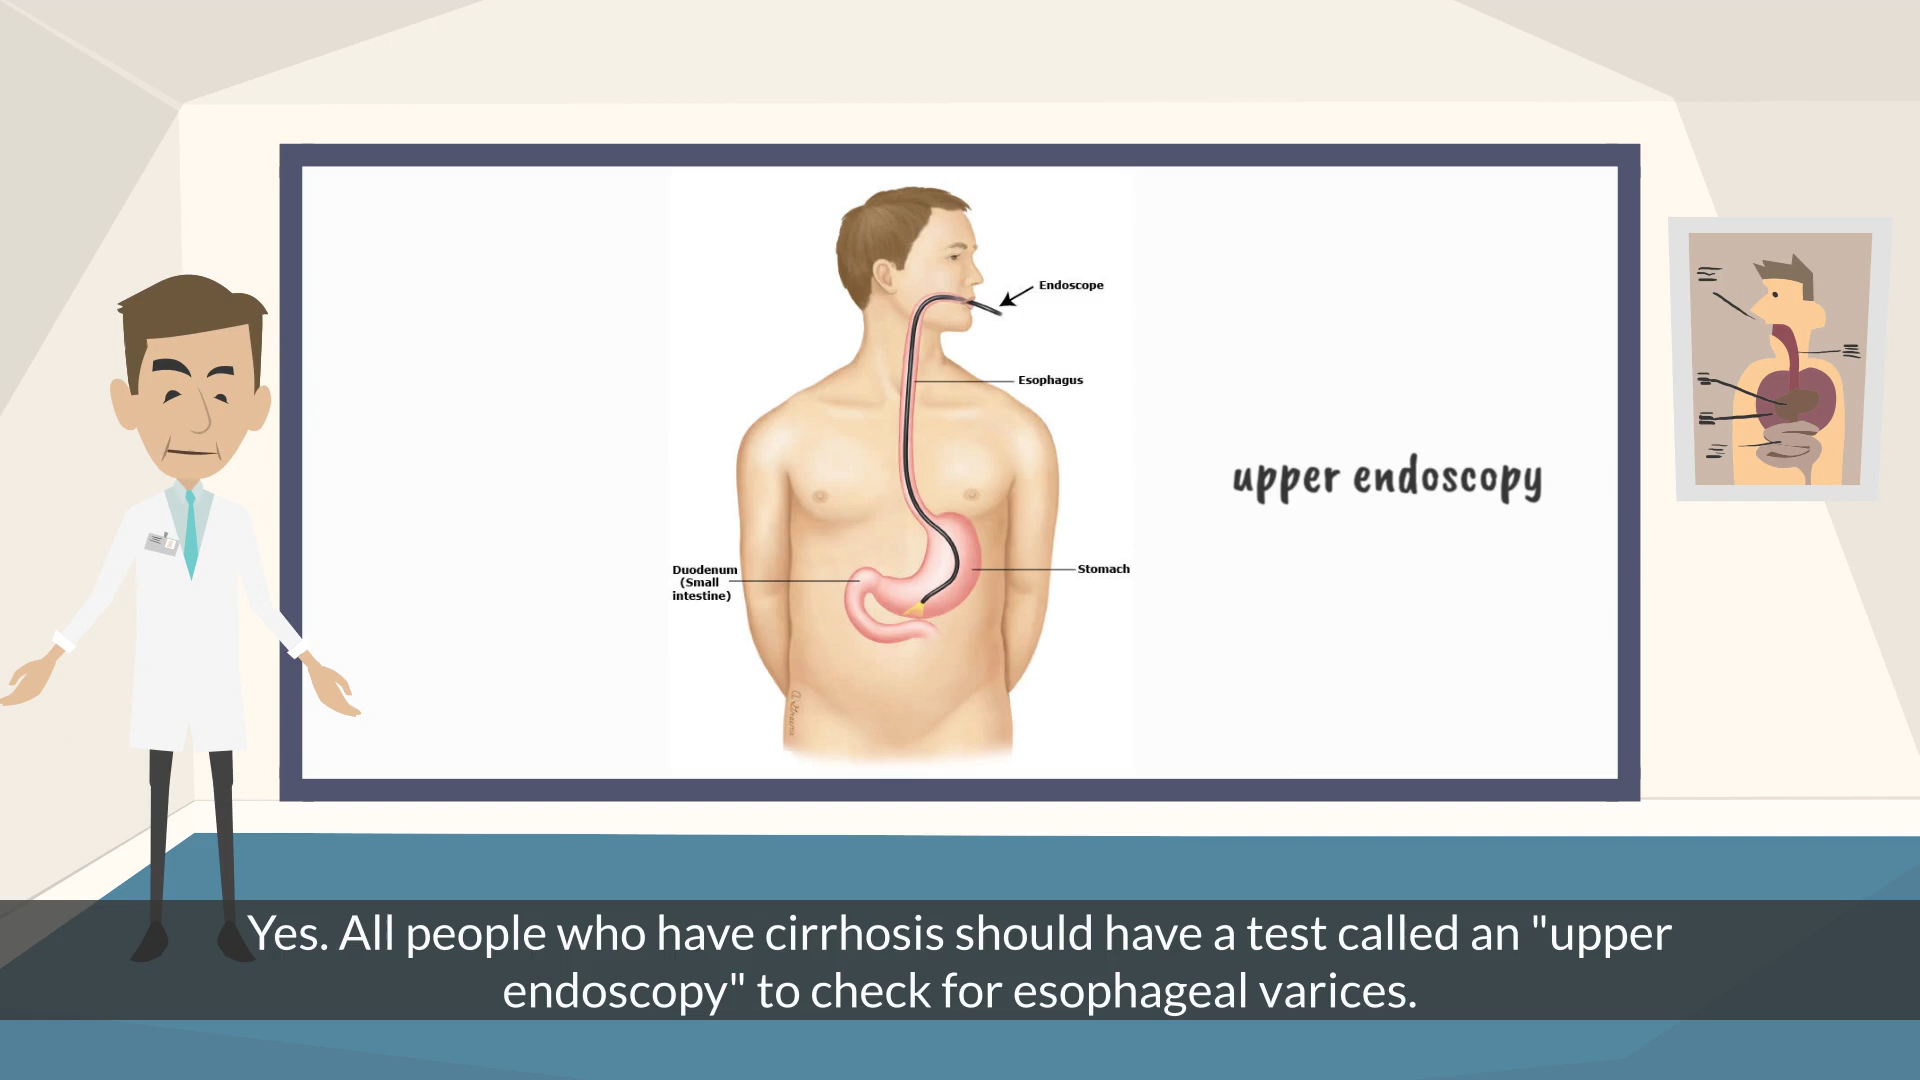 Endoscope
Esophagus
upper endoscopy
Duodenum
(Small
intestine)
Stomach
Yes. All people who have cirrhosis should have a test called an "upper
endoscopy" to check for esophageal varices.